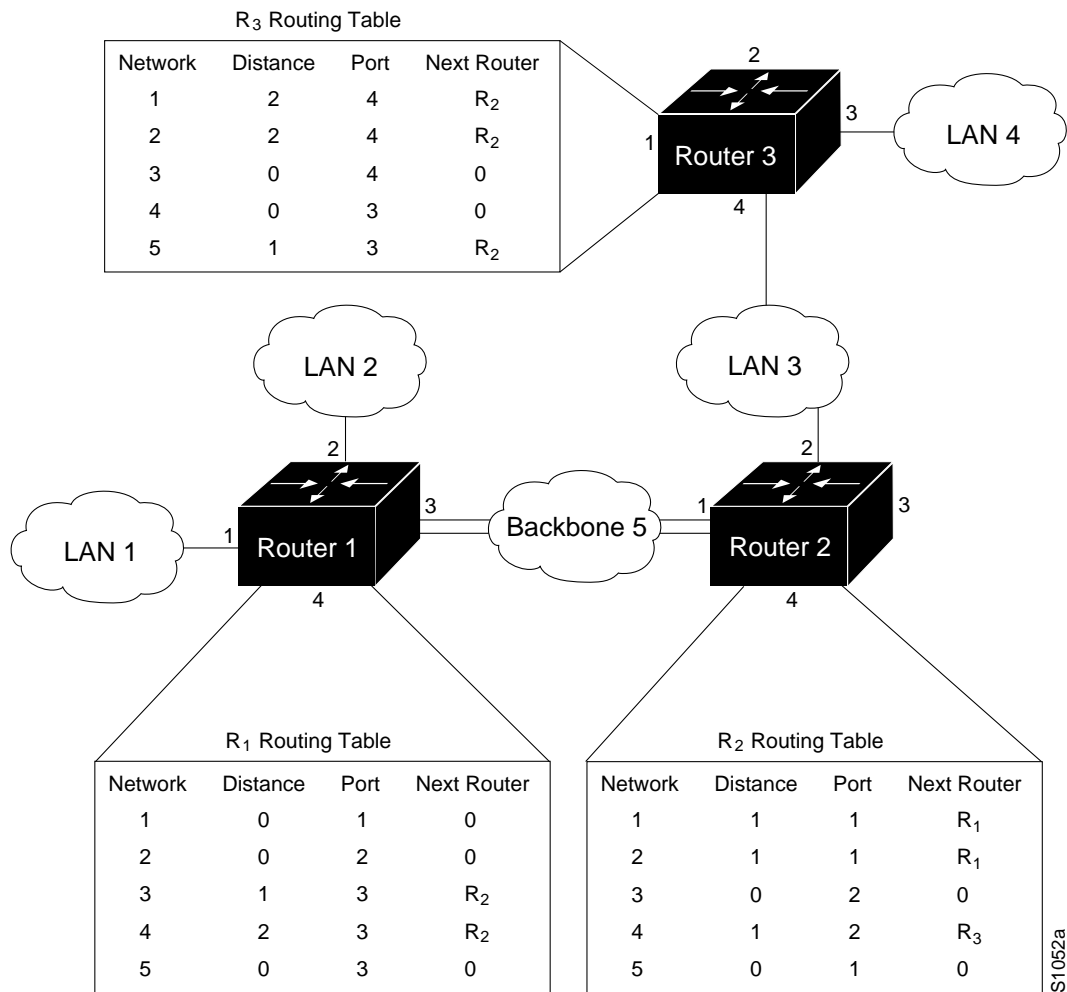 R3 Routing Table
Network Distance Port Next Router
1 2 4 R2
2 2 4 R2
3 0 4 0
4 0 3 0
5 1 3 R2
2
3
1
Router 3
4
LAN 4
LAN 2
LAN 3
2
2
3
1
3
1
LAN 1
Router 1
Backbone 5
Router 2
4
4
R1 Routing Table
Network Distance Port Next Router
1 0 1 0
2 0 2 0
3 1 3 R2
4 2 3 R2
5 0 3 0
R2 Routing Table
Network Distance Port Next Router
1 1 1 R1
2 1 1 R1
3 0 2 0
4 1 2 R3
5 0 1 0
S1052a